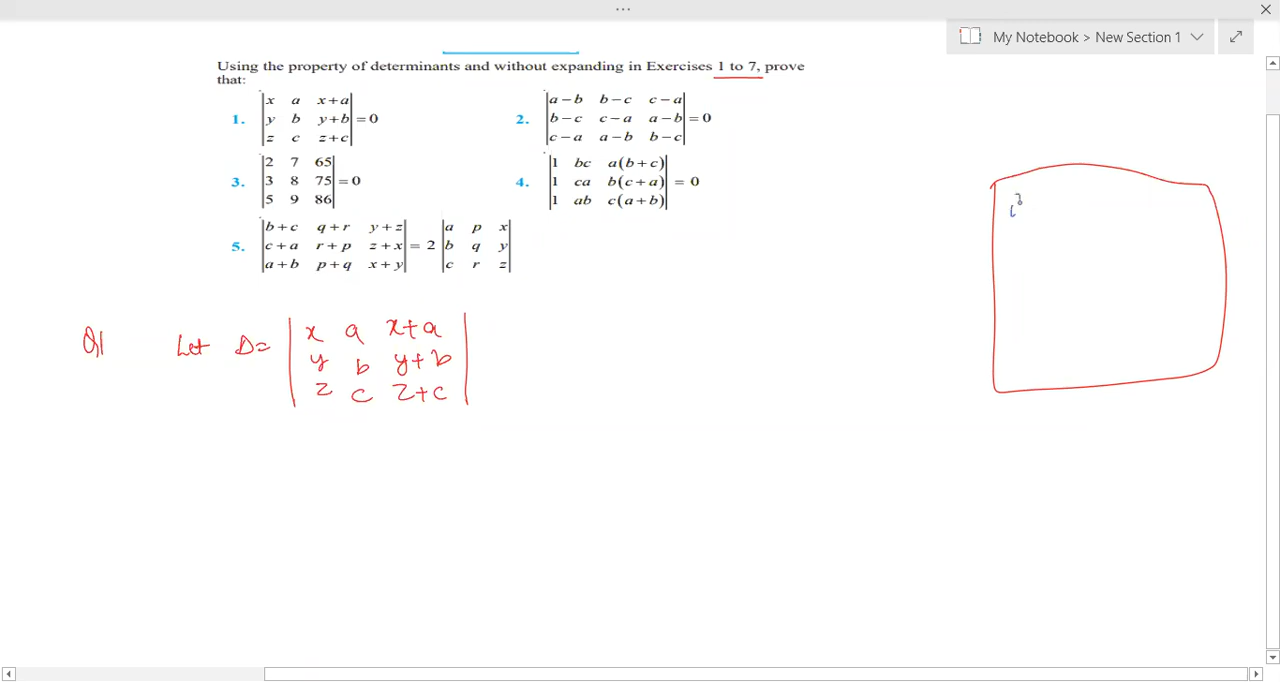 ...
My Notebook > New Section 1
Using the property of determinants and without expanding in Exercises 1 to 7, prove
that:
1. |x a x+a|
|y b y+b| = 0
|z c z+c|
2. |a−b b−c c−a|
|b−c c−a a−b| = 0
|c−a a−b b−c|
3. |2 7 65|
|3 8 75| = 0
|5 9 86|
4. |1 bc a(b+c)|
|1 ca b(c+a)| = 0
|1 ab c(a+b)|
5. |b+c q+r y+z| |a p x|
|c+a r+p z+x| = 2 |b q y|
|a+b p+q x+y| |c r z|
Q1 Let Δ= |x a x+a|
|y b y+b|
|z c z+c|